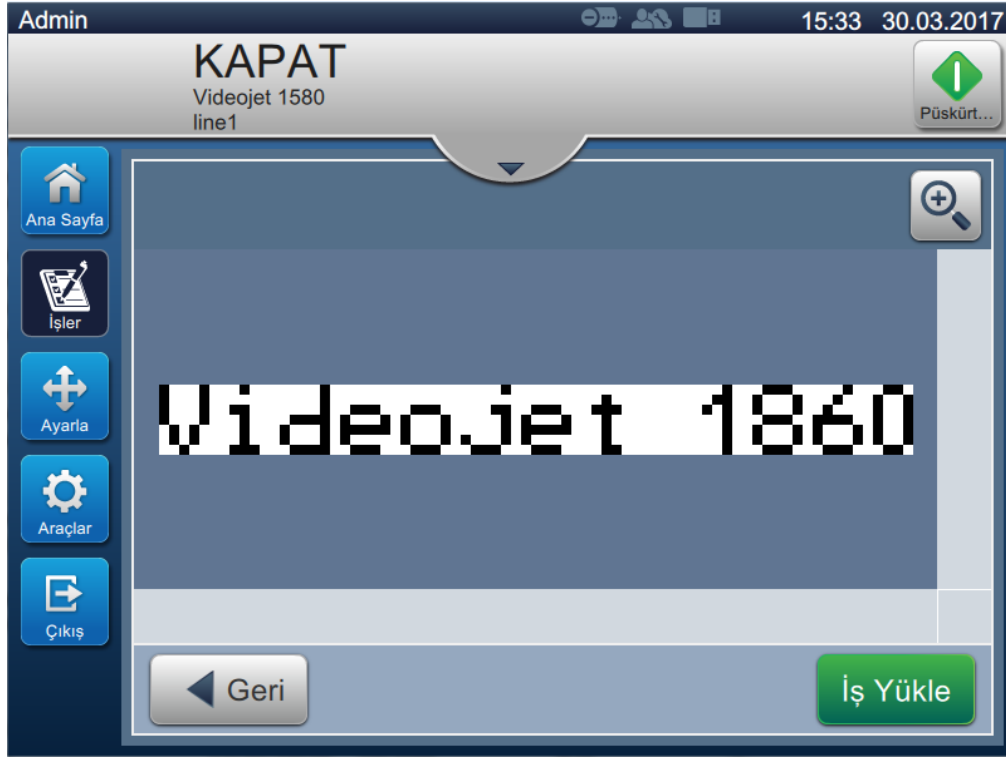 Admin 15:33 30.03.2017
KAPAT
Videojet 1580
line1
Püskürt...
Ana Sayfa
İşler
Ayarla
Araçlar
Çıkış
Videojet 1860
Geri
İş Yükle